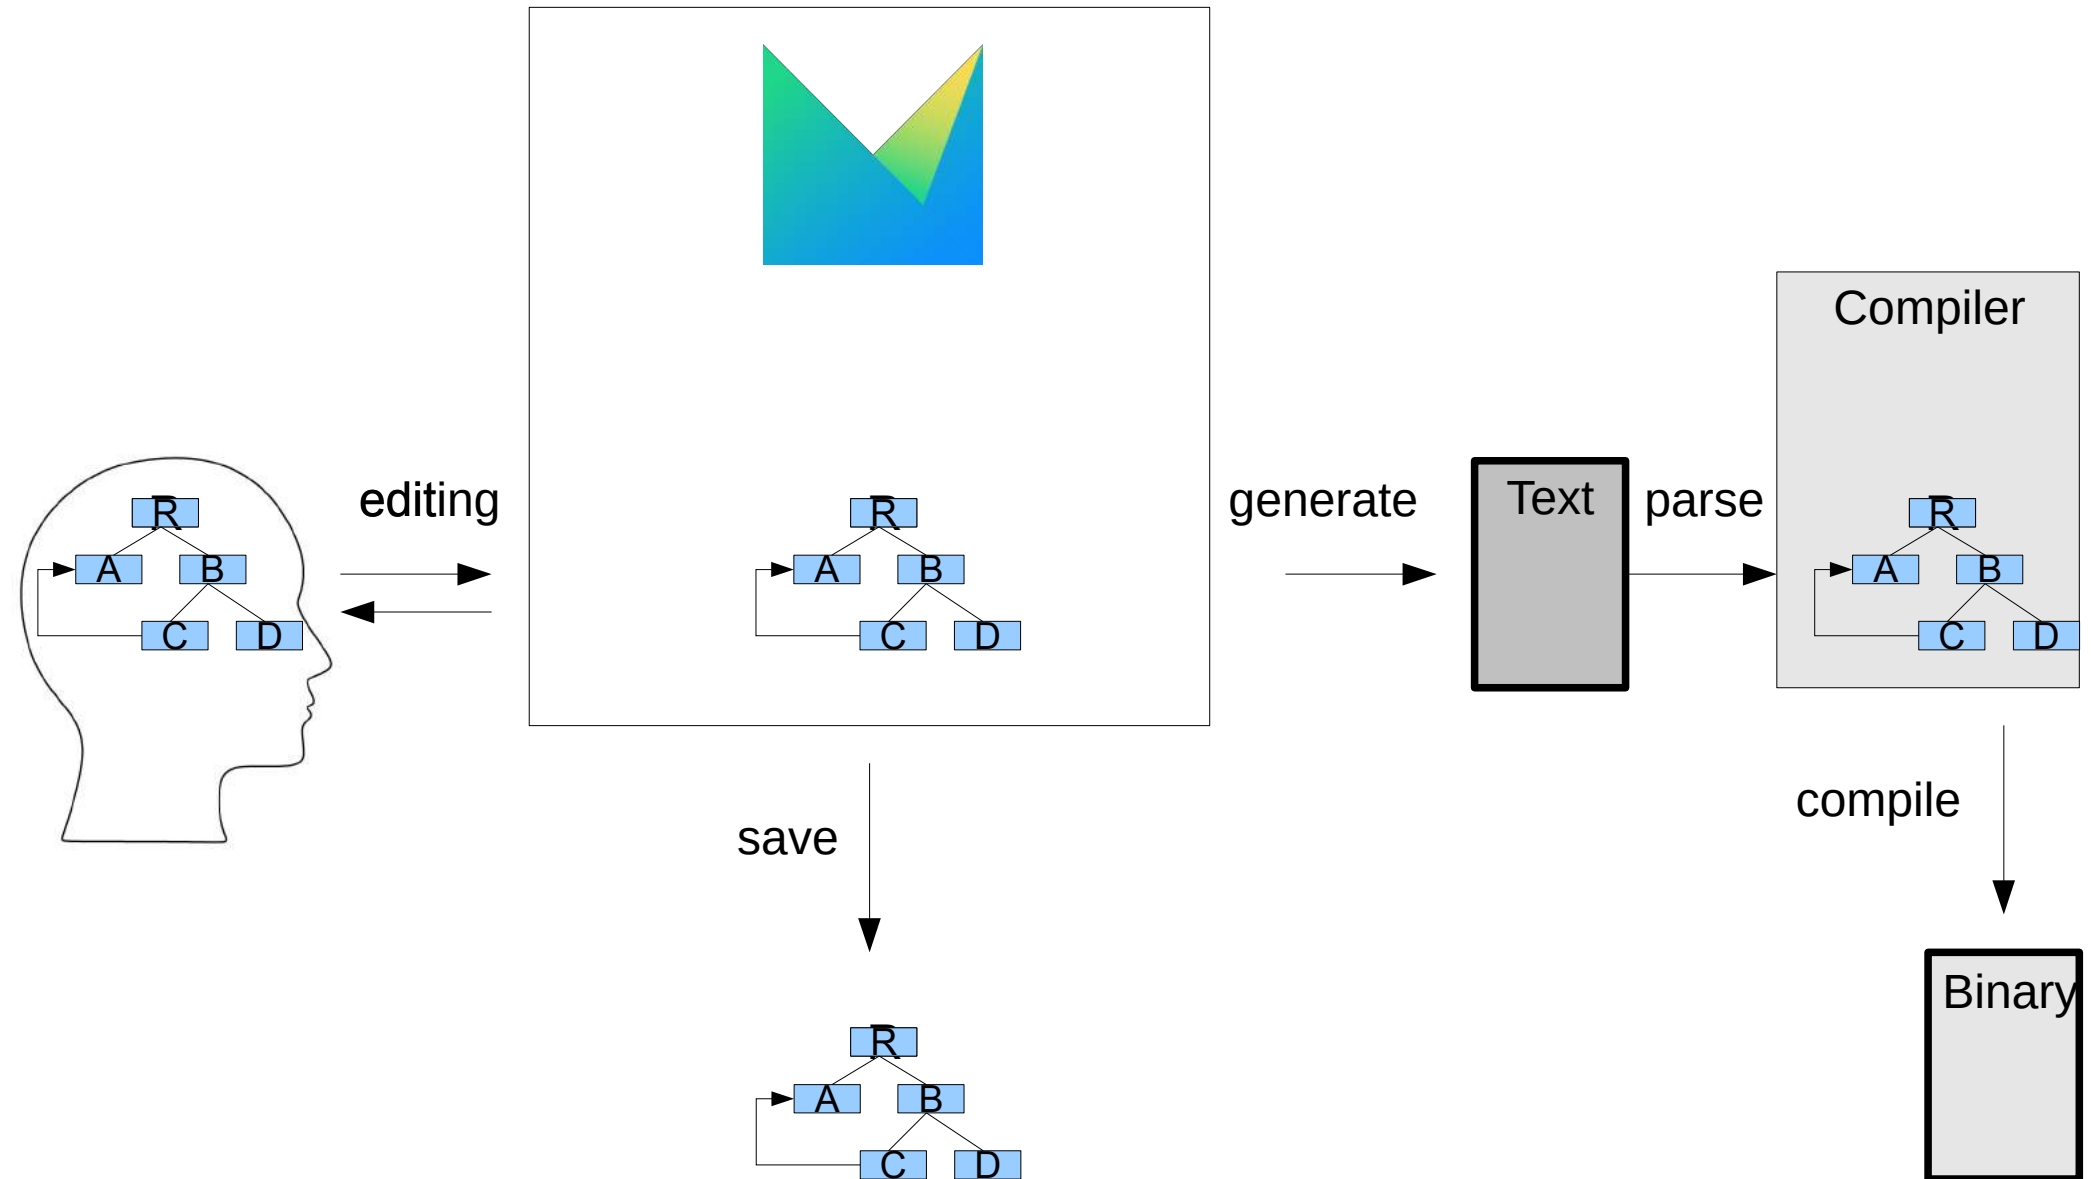 Compiler
editing
generate
Text
parse
R
A B
C D
R
A B
C D
R
A B
C D
save
compile
Binary
R
A B
C D